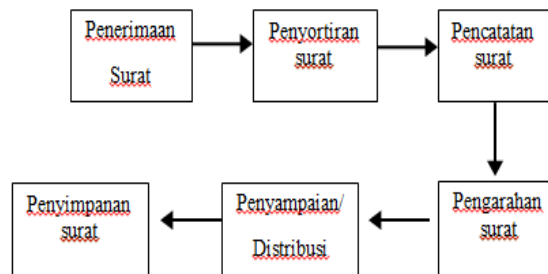 Penerimaan
Surat
Penyortiran
surat
Pencatatan
surat
Pengarahan
surat
Penyampaian/
Distribusi
Penyimpanan
surat